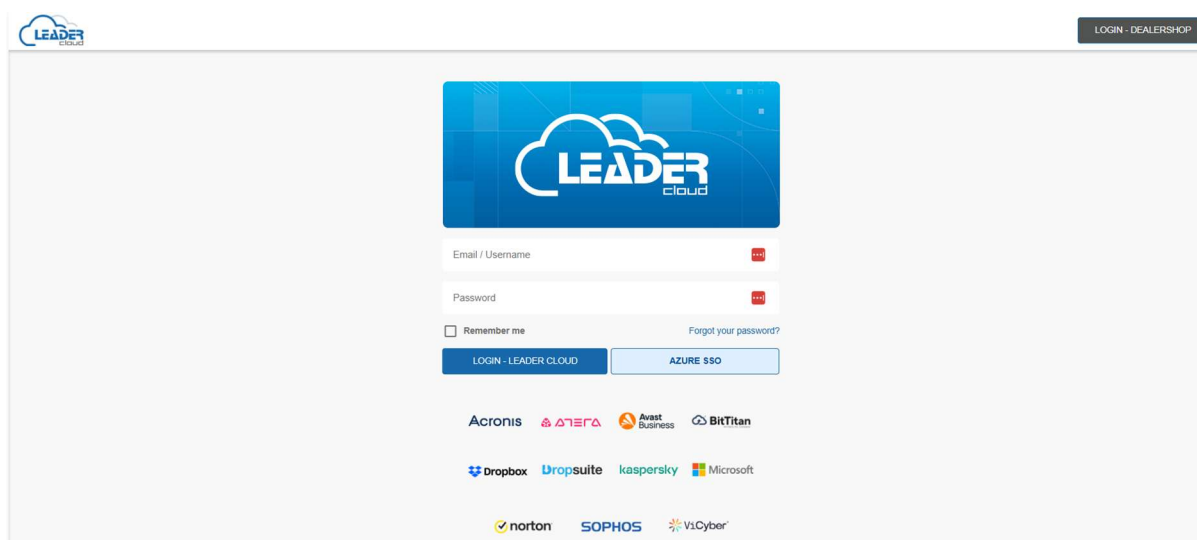 LEADER
cloud
LOGIN - DEALERSHOP
LEADER
cloud
Email / Username
Password
Remember me
Forgot your password?
LOGIN - LEADER CLOUD
AZURE SSO
Acronis
ATERA
Avast
Business
BitTitan
Dropbox
Dropsuite
kaspersky
Microsoft
norton
SOPHOS
ViCyber